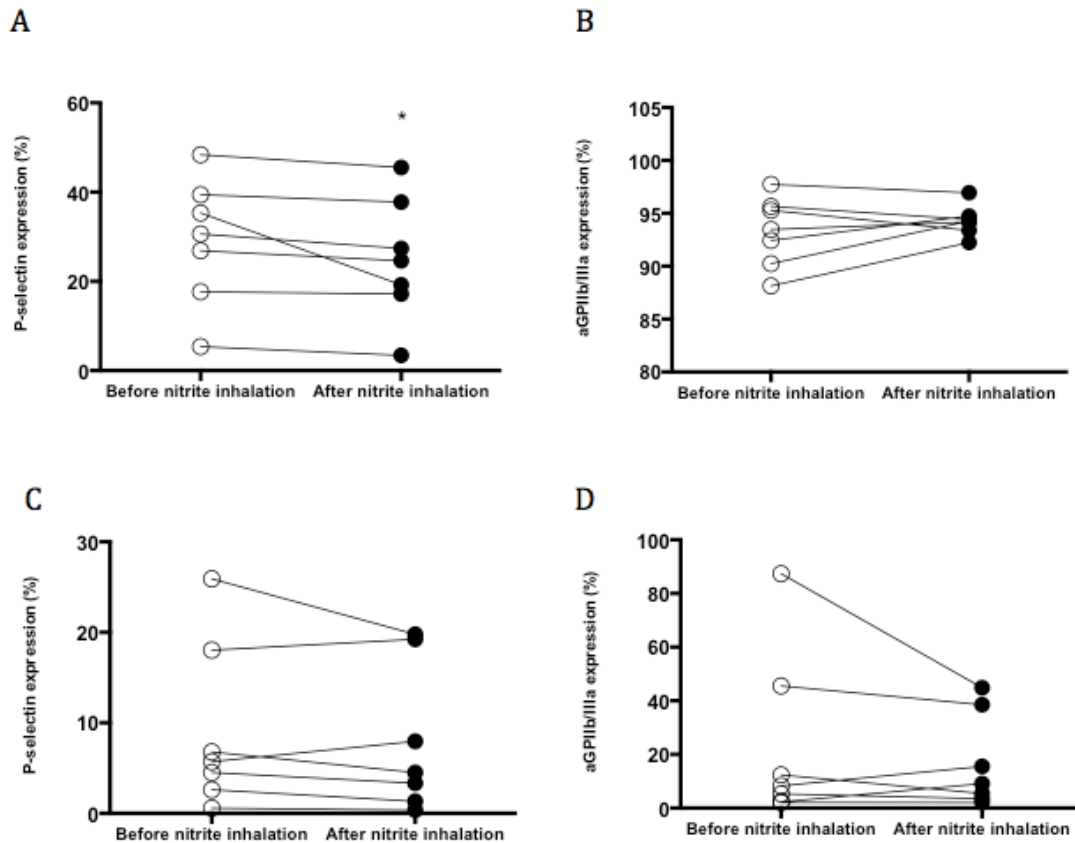 A
P-selectin expression (%)
60
40
20
0
*
Before nitrite inhalation
After nitrite inhalation
B
aGPIIb/IIIa expression (%)
105
100
95
90
85
80
Before nitrite inhalation
After nitrite inhalation
C
P-selectin expression (%)
30
20
10
0
Before nitrite inhalation
After nitrite inhalation
D
aGPIIb/IIIa expression (%)
100
80
60
40
20
0
Before nitrite inhalation
After nitrite inhalation